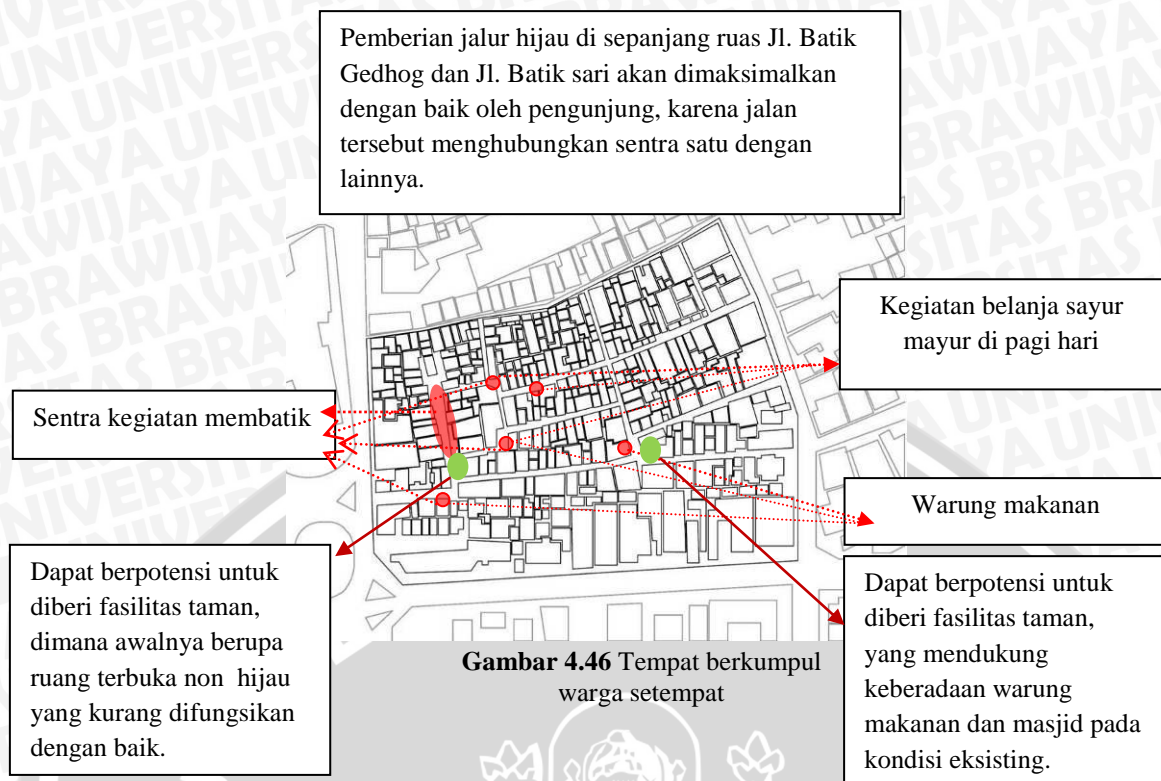 Pemberian jalur hijau di sepanjang ruas Jl. Batik
Gedhog dan Jl. Batik sari akan dimaksimalkan
dengan baik oleh pengunjung, karena jalan
tersebut menghubungkan sentra satu dengan
lainnya.
Kegiatan belanja sayur
mayur di pagi hari
Sentra kegiatan membatik
Warung makanan
Dapat berpotensi untuk
diberi fasilitas taman,
dimana awalnya berupa
ruang terbuka non hijau
yang kurang difungsikan
dengan baik.
Dapat berpotensi untuk
diberi fasilitas taman,
yang mendukung
keberadaan warung
makanan dan masjid pada
kondisi eksisting.
Gambar 4.46 Tempat berkumpul
warga setempat